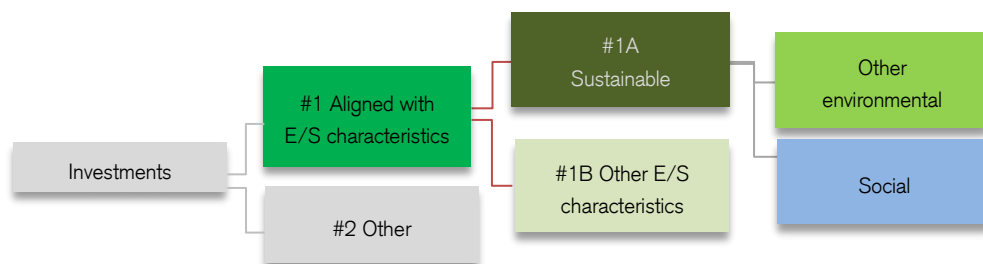 Investments
#1 Aligned with
E/S characteristics
#2 Other
#1A
Sustainable
#1B Other E/S
characteristics
Other
environmental
Social